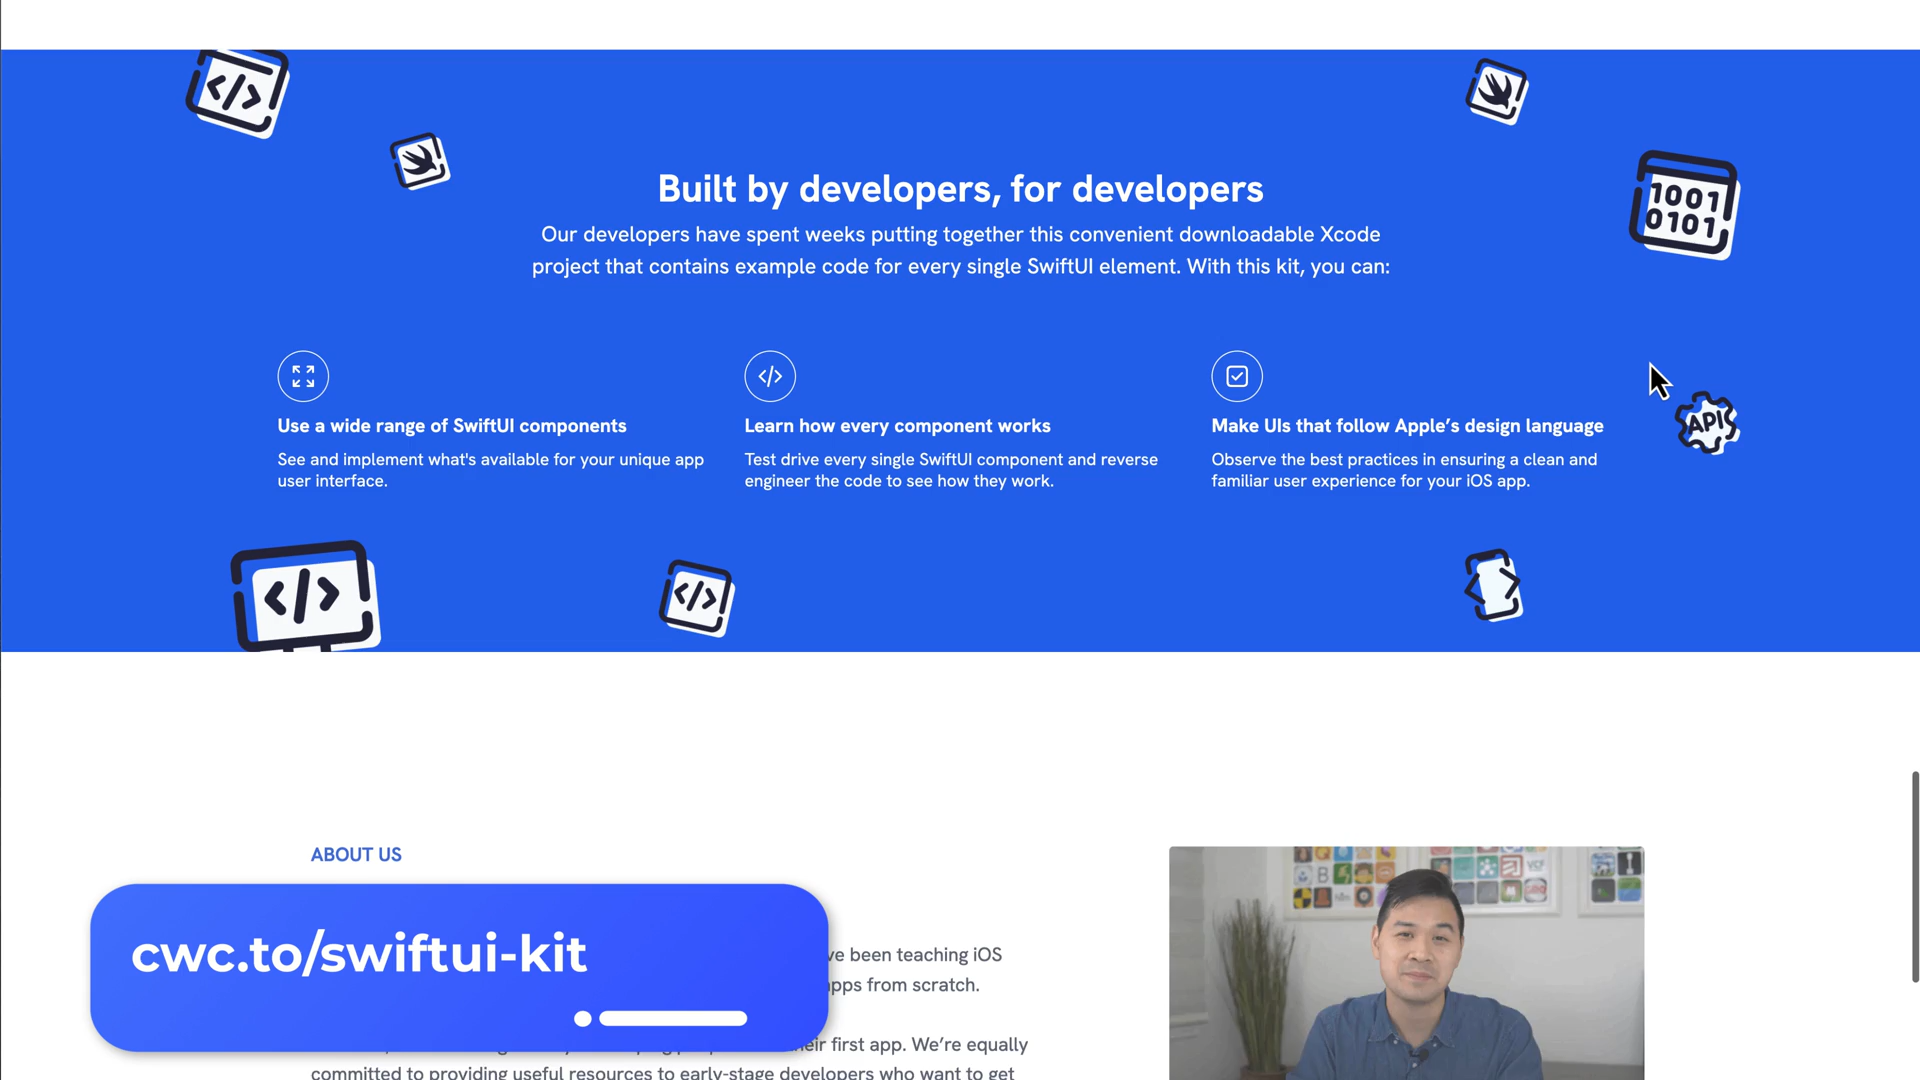 </>
1001
0101
Built by developers, for developers
Our developers have spent weeks putting together this convenient downloadable Xcode
project that contains example code for every single SwiftUI element. With this kit, you can:
</>
Use a wide range of SwiftUI components
Learn how every component works
Make UIs that follow Apple’s design language
API
See and implement what's available for your unique app
user interface.
Test drive every single SwiftUI component and reverse
engineer the code to see how they work.
Observe the best practices in ensuring a clean and
familiar user experience for your iOS app.
</>
</>
ABOUT US
cwc.to/swiftui-kit
been teaching iOS
from scratch.
first app. We’re equally
committed to providing useful resources to early-stage developers who want to get